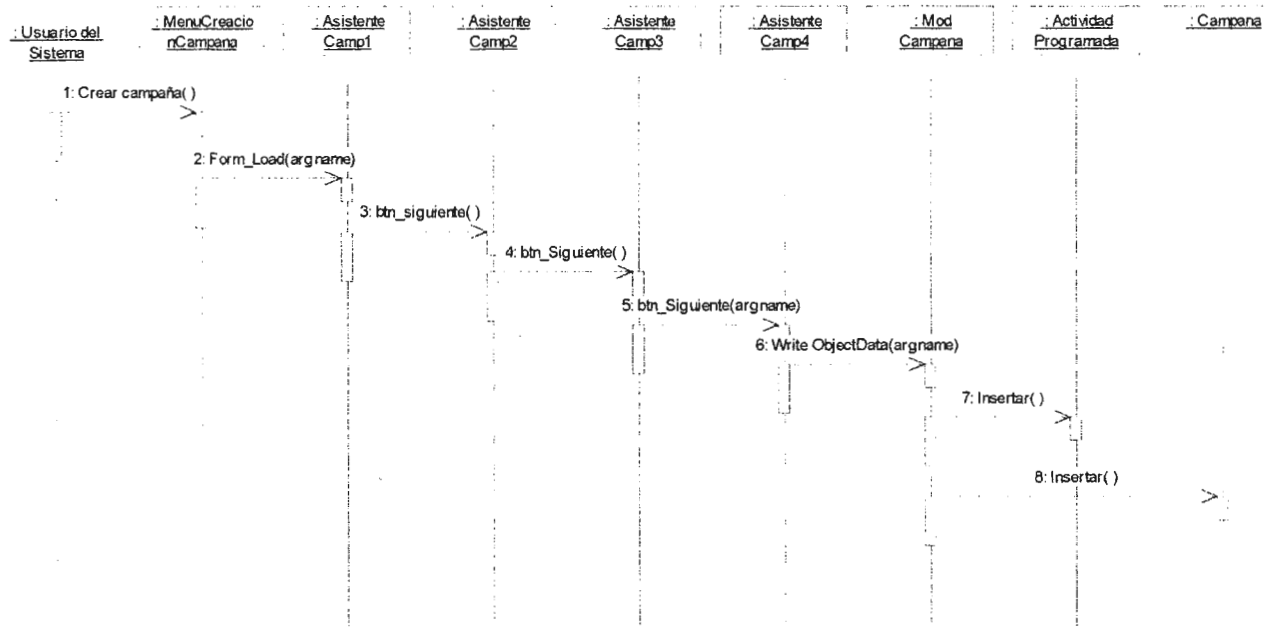 : Usuario del
Sistema
: MenuCreacio
nCampana
: Asistente
Camp1
: Asistente
Camp2
: Asistente
Camp3
: Asistente
Camp4
: Mod
Campana
: Actividad
Programada
: Campana
1: Crear campaña( )
2: Form_Load(argname)
3: btn_siguiente( )
4: btn_Siguiente( )
5: btn_Siguiente(argname)
6: Write ObjectData(argname)
7: Insertar( )
8: Insertar( )